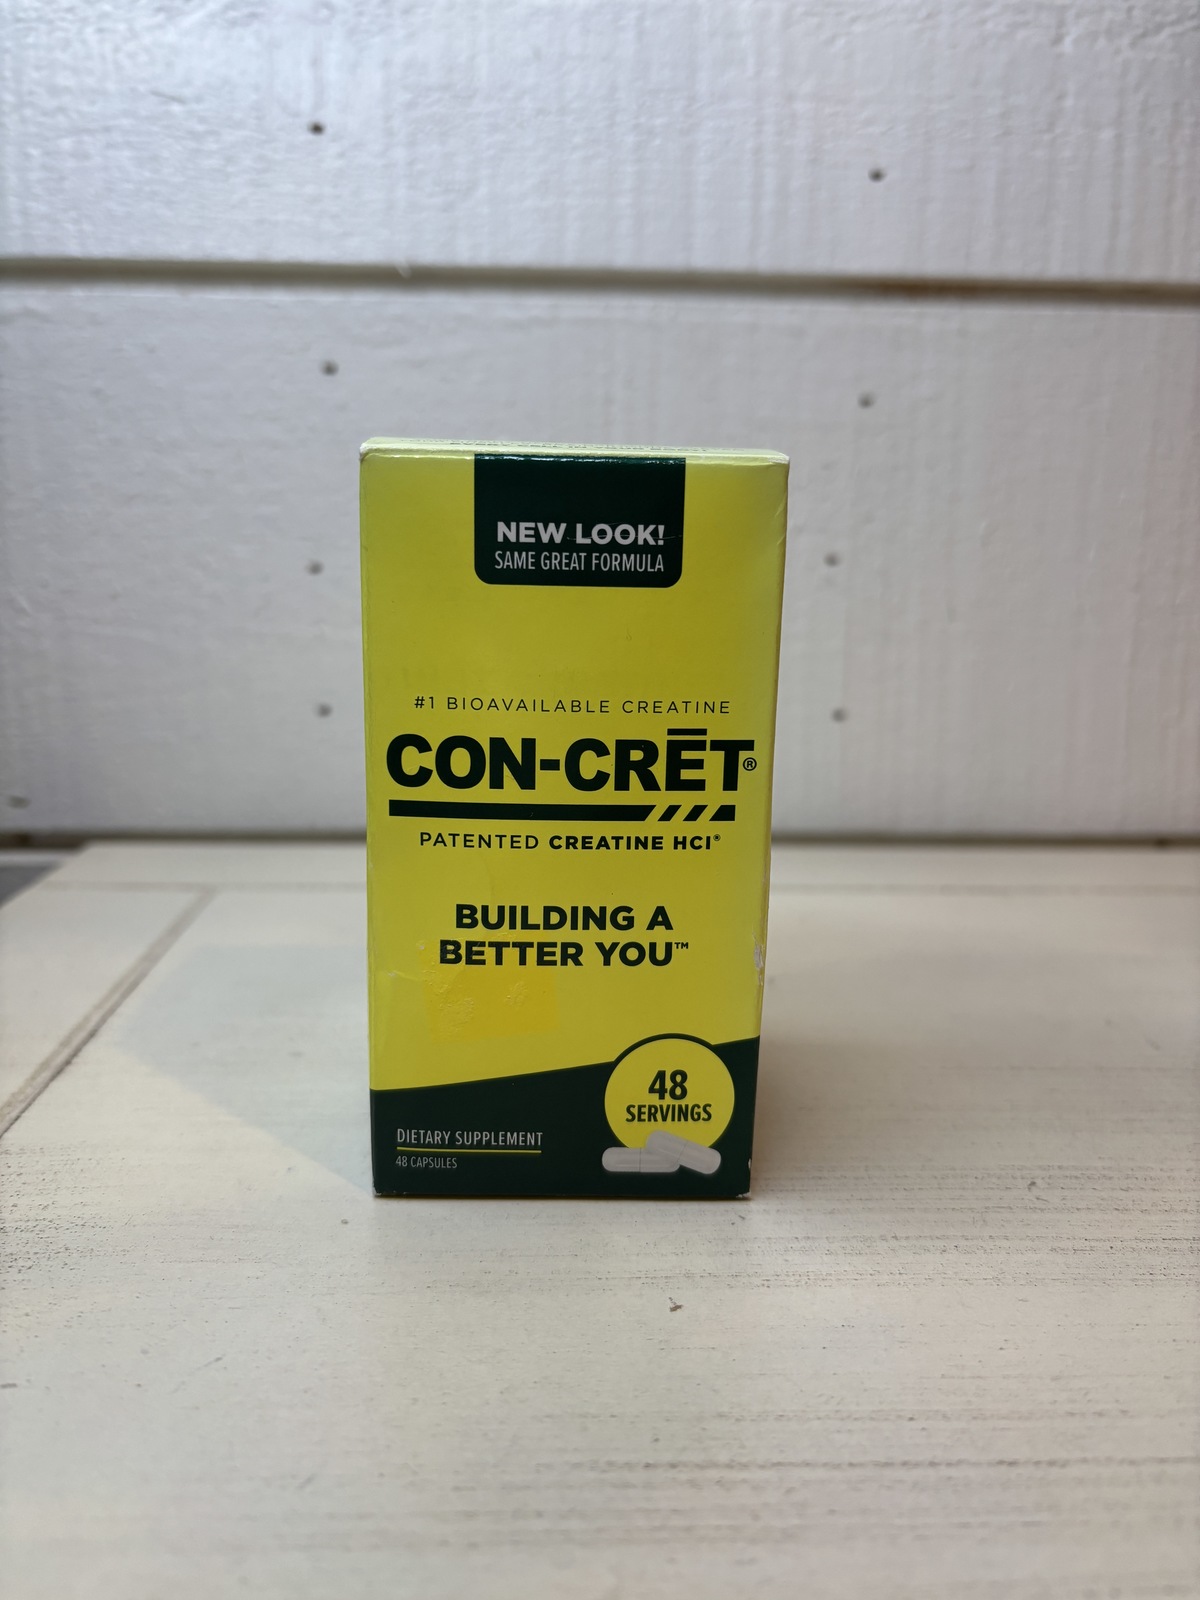 NEW LOOK!
SAME GREAT FORMULA
#1 BIOAVAILABLE CREATINE
CON-CRĒT®
PATENTED CREATINE HCl®
BUILDING A
BETTER YOU™
48
SERVINGS
DIETARY SUPPLEMENT
48 CAPSULES